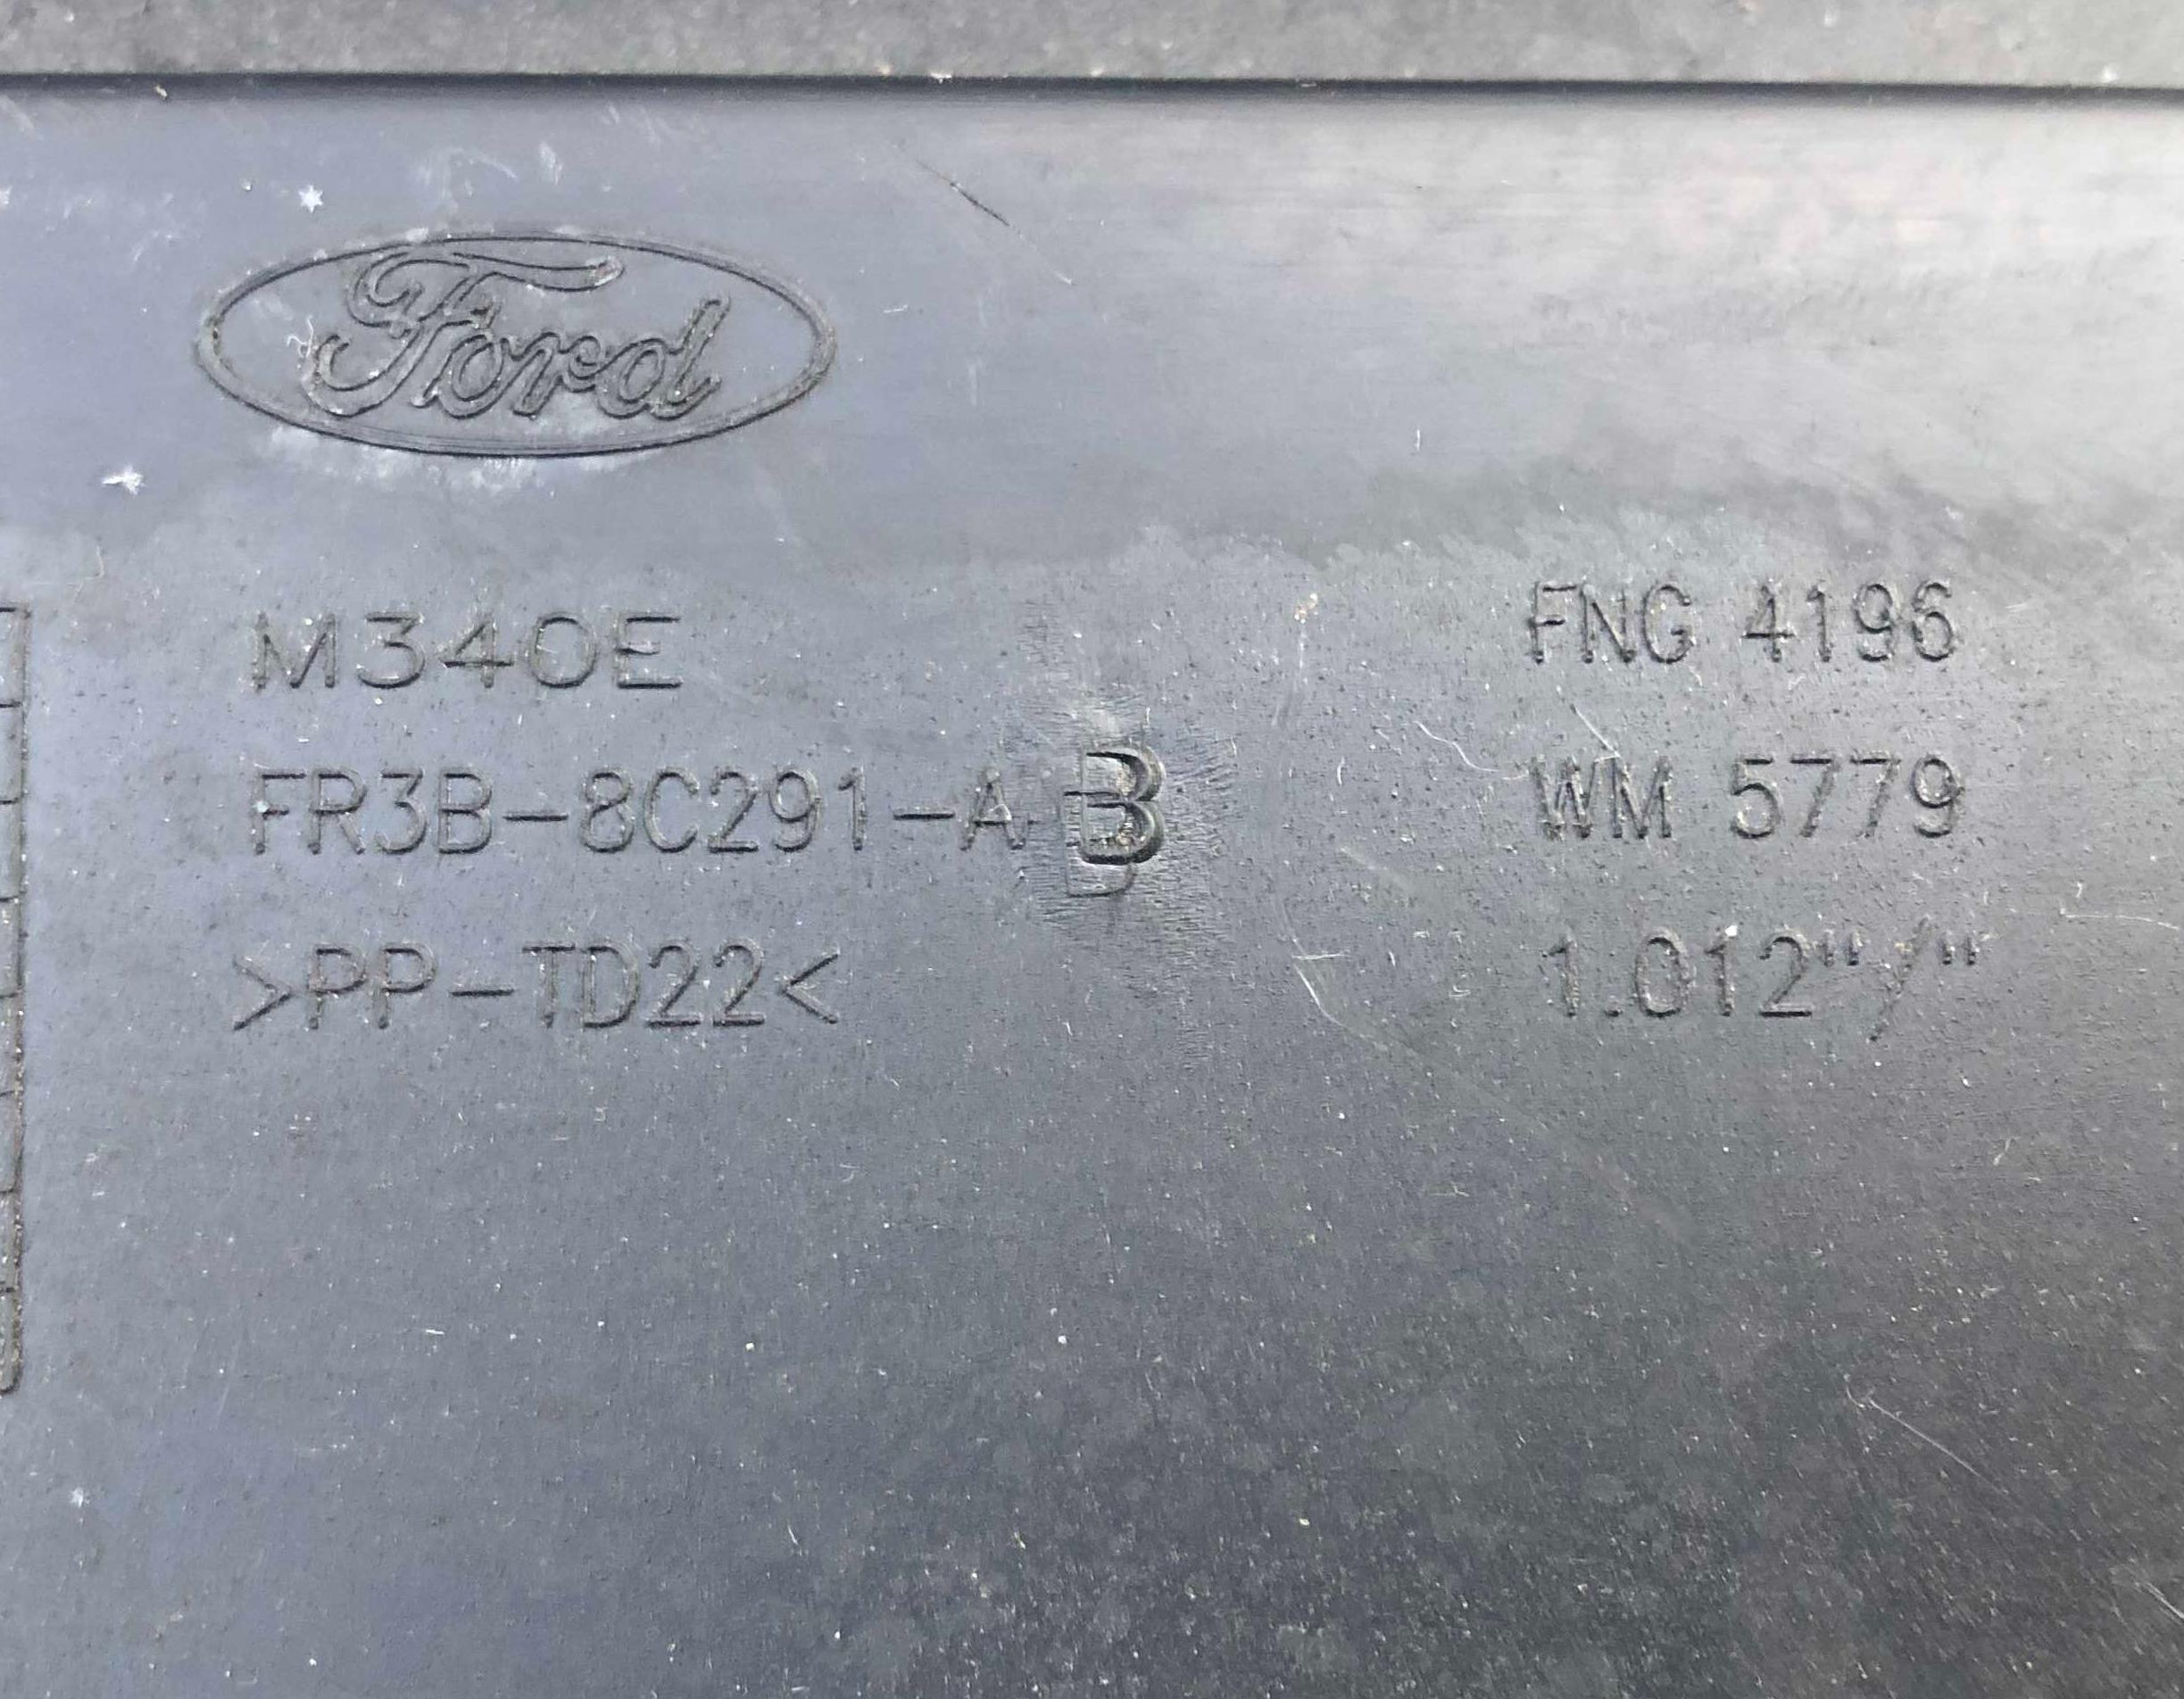 Ford
M340E
FR3B-8C291-AB
>PP-TD22<
FNG 4196
WM 5779
1.012"/"